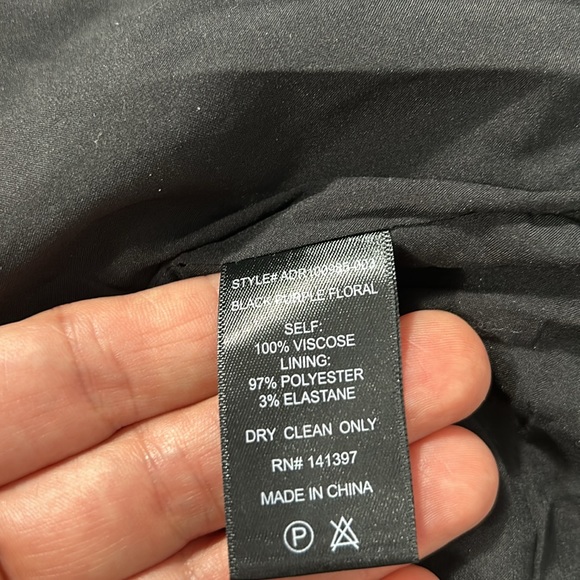 STYLE#
BLACK PURPLE FLORAL
SELF:
100% VISCOSE
LINING:
97% POLYESTER
3% ELASTANE
DRY CLEAN ONLY
RN# 141397
MADE IN CHINA
P